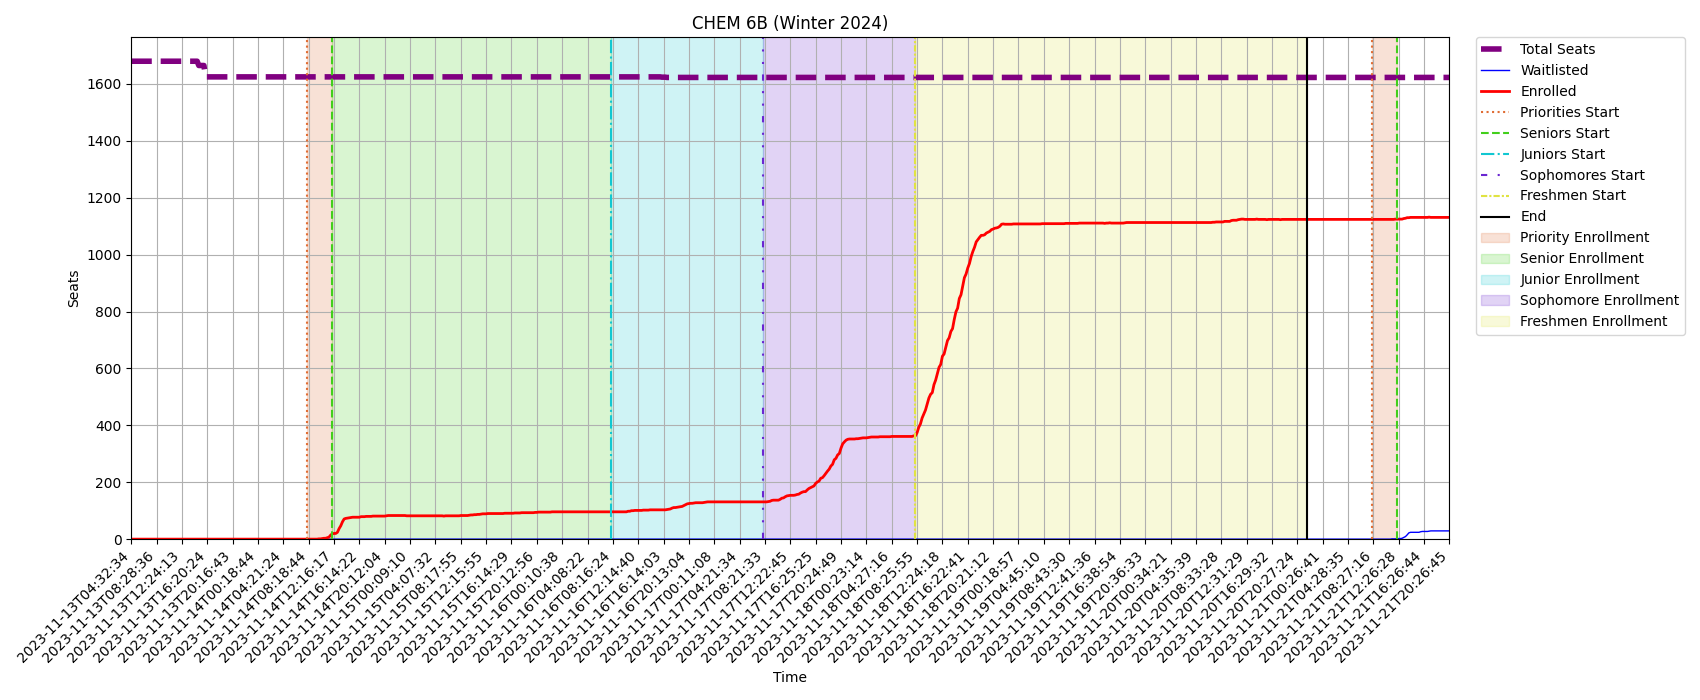 CHEM 6B (Winter 2024)
Total Seats
Waitlisted
Enrolled
Priorities Start
Seniors Start
Juniors Start
Sophomores Start
Freshmen Start
End
Priority Enrollment
Senior Enrollment
Junior Enrollment
Sophomore Enrollment
Freshmen Enrollment
Seats
1600
1400
1200
1000
800
600
400
200
0
2023-11-13T04:32:34
2023-11-13T08:28:36
2023-11-13T12:24:13
2023-11-13T16:20:24
2023-11-13T20:16:43
2023-11-14T00:18:44
2023-11-14T04:21:24
2023-11-14T08:18:44
2023-11-14T12:16:17
2023-11-14T16:14:22
2023-11-14T20:12:04
2023-11-15T00:09:10
2023-11-15T04:07:32
2023-11-15T08:17:55
2023-11-15T12:15:55
2023-11-15T16:14:29
2023-11-15T20:12:56
2023-11-16T00:10:38
2023-11-16T04:08:22
2023-11-16T08:16:24
2023-11-16T12:14:40
2023-11-16T16:14:03
2023-11-16T20:13:04
2023-11-17T00:11:08
2023-11-17T04:21:34
2023-11-17T08:21:33
2023-11-17T12:22:45
2023-11-17T16:25:25
2023-11-17T20:24:49
2023-11-18T00:23:14
2023-11-18T04:27:16
2023-11-18T08:25:55
2023-11-18T12:24:18
2023-11-18T16:22:41
2023-11-18T20:21:12
2023-11-19T00:18:57
2023-11-19T04:45:10
2023-11-19T08:43:30
2023-11-19T12:41:36
2023-11-19T16:38:54
2023-11-19T20:36:33
2023-11-20T00:34:21
2023-11-20T04:35:39
2023-11-20T08:33:28
2023-11-20T12:31:29
2023-11-20T16:29:32
2023-11-20T20:27:24
2023-11-21T00:26:41
2023-11-21T04:28:35
2023-11-21T08:27:16
2023-11-21T12:26:28
2023-11-21T16:26:44
2023-11-21T20:26:45
Time